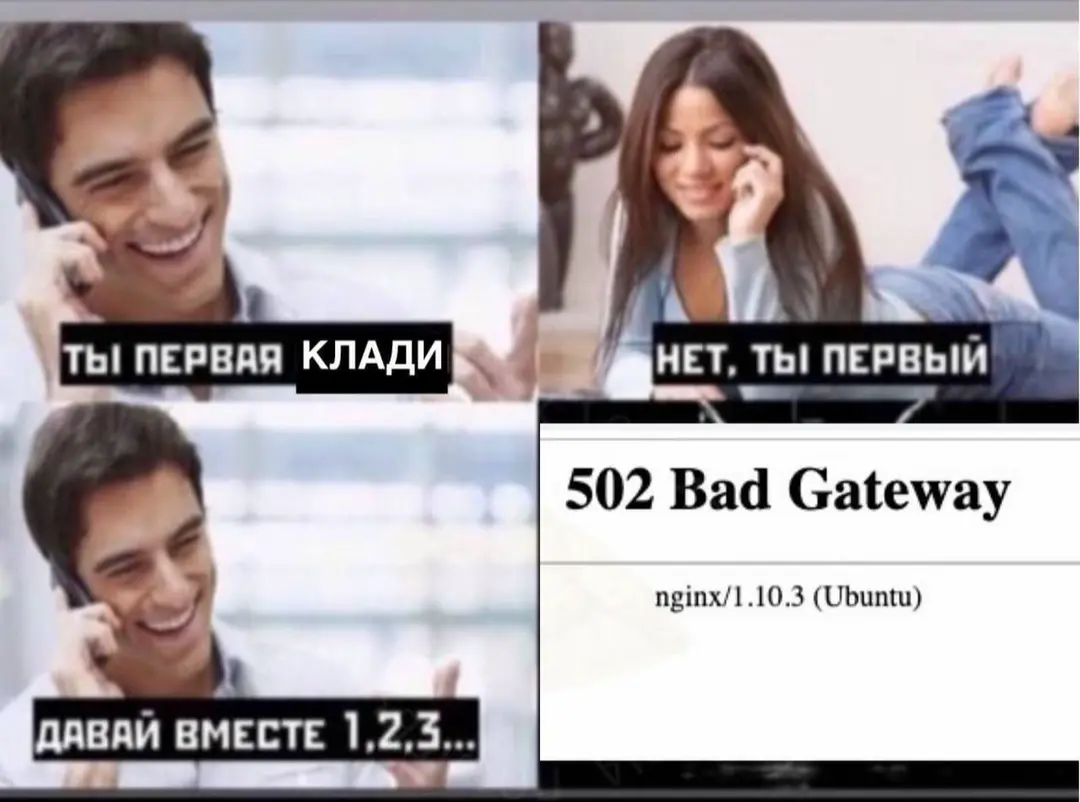 ТЫ ПЕРВАЯ КЛАДИ
НЕТ, ТЫ ПЕРВЫЙ
ДАВАЙ ВМЕСТЕ 1,2,3...
502 Bad Gateway
nginx/1.10.3 (Ubuntu)